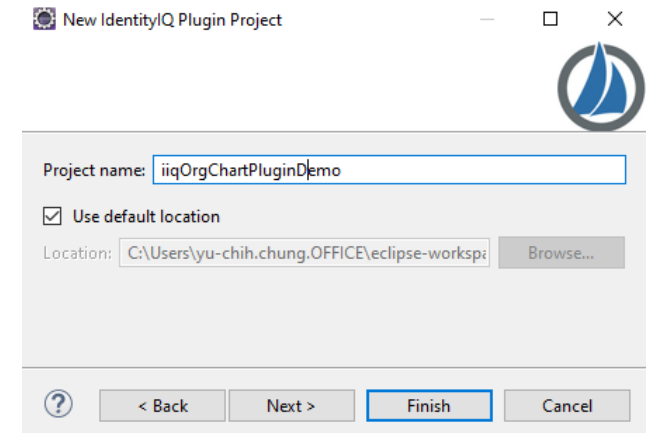 New IdentityIQ Plugin Project
Project name: iiqOrgChartPluginDemo
Use default location
Location: C:\Users\yu-chih.chung.OFFICE\eclipse-workspa Browse...
? < Back Next > Finish Cancel